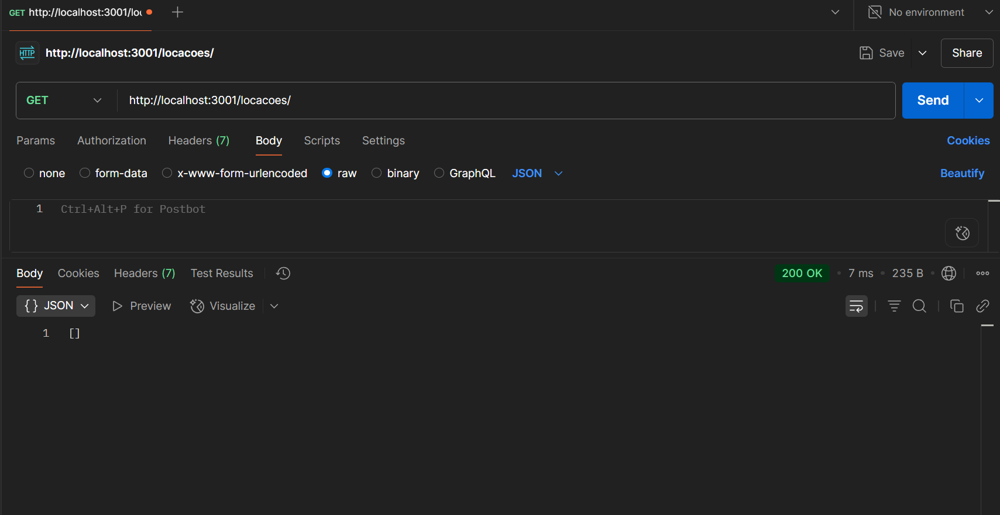 GET http://localhost:3001/loc
No environment
HTTP http://localhost:3001/locacoes/
Save
Share
GET http://localhost:3001/locacoes/
Send
Params Authorization Headers (7) Body Scripts Settings Cookies
none form-data x-www-form-urlencoded raw binary GraphQL JSON Beautify
1 Ctrl+Alt+P for Postbot
Body Cookies Headers (7) Test Results 200 OK • 7 ms • 235 B •
{} JSON Preview Visualize
1 []